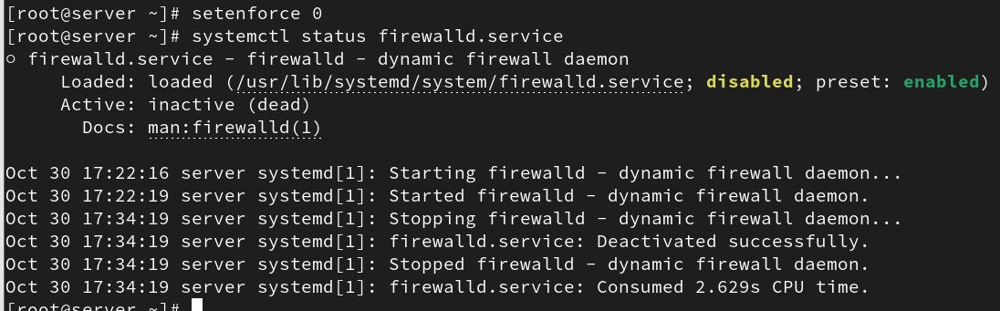 [root@server ~]# setenforce 0
[root@server ~]# systemctl status firewalld.service
○ firewalld.service - firewalld - dynamic firewall daemon
     Loaded: loaded (/usr/lib/systemd/system/firewalld.service; disabled; preset: enabled)
     Active: inactive (dead)
       Docs: man:firewalld(1)

Oct 30 17:22:16 server systemd[1]: Starting firewalld - dynamic firewall daemon...
Oct 30 17:22:19 server systemd[1]: Started firewalld - dynamic firewall daemon.
Oct 30 17:34:19 server systemd[1]: Stopping firewalld - dynamic firewall daemon...
Oct 30 17:34:19 server systemd[1]: firewalld.service: Deactivated successfully.
Oct 30 17:34:19 server systemd[1]: Stopped firewalld - dynamic firewall daemon.
Oct 30 17:34:19 server systemd[1]: firewalld.service: Consumed 2.629s CPU time.
[root@server ~]#